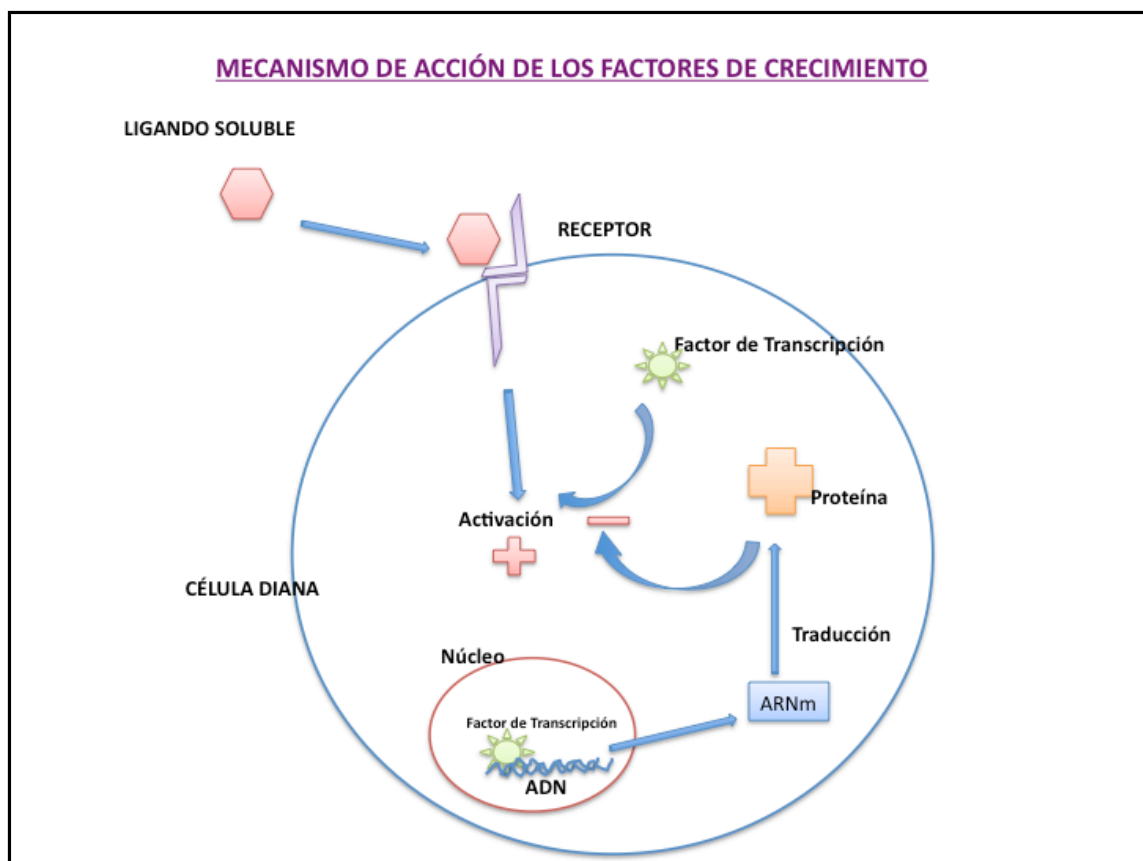 MECANISMO DE ACCIÓN DE LOS FACTORES DE CRECIMIENTO
LIGANDO SOLUBLE
RECEPTOR
Factor de Transcripción
Proteína
Activación
CÉLULA DIANA
Traducción
Núcleo
ARNm
Factor de Transcripción
ADN